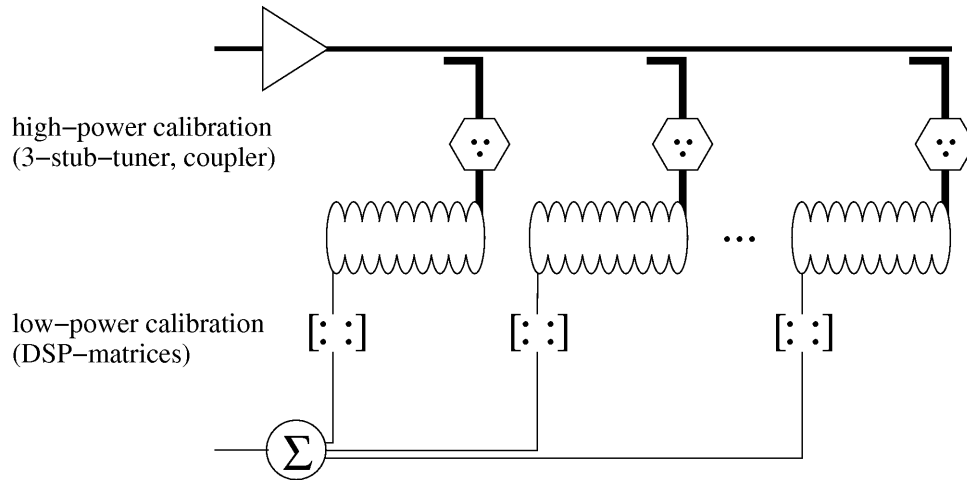 high−power calibration
(3−stub−tuner, coupler)
...
low−power calibration
(DSP−matrices)
[: :]
[: :]
[: :]
Σ